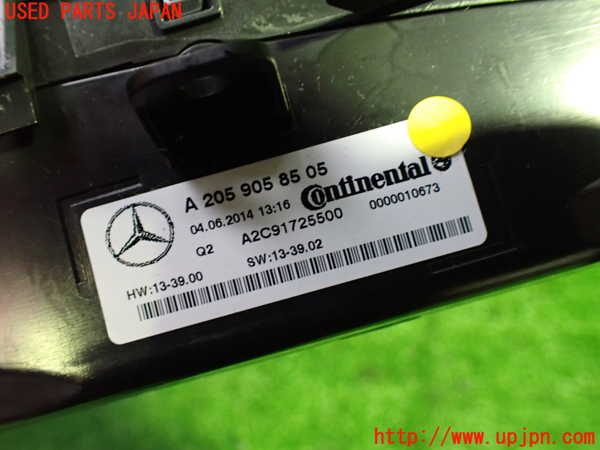 USED PARTS JAPAN
A 205 905 85 05
04.06.2014 13:16
Continental
Q2 A2C91725500 0000010673
HW:13-39.00 SW:13-39.02
http://www.upjpn.com